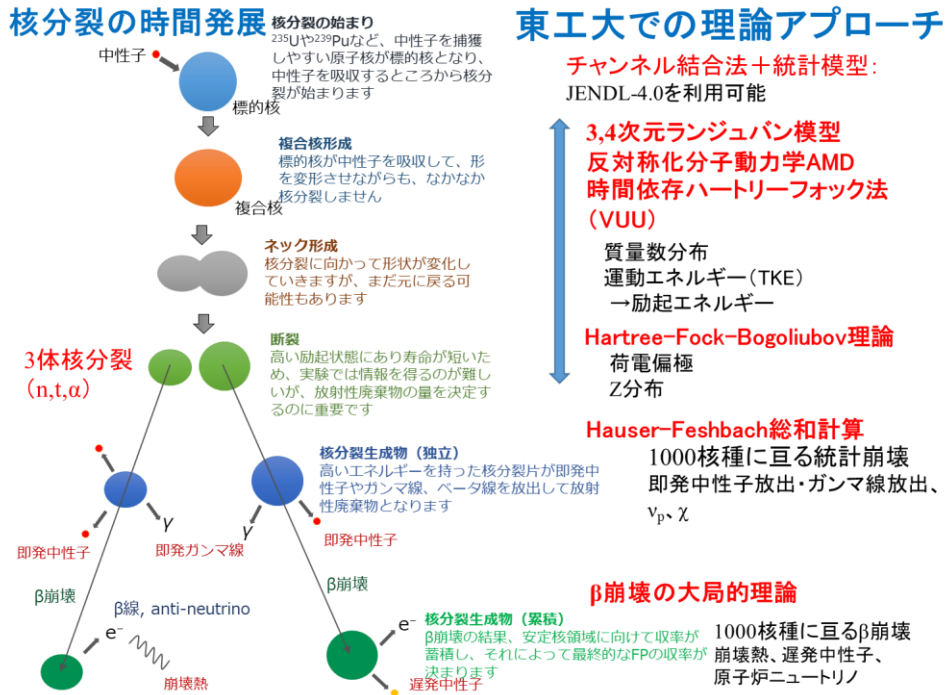 核分裂の時間発展
核分裂の始まり
²³⁵Uや²³⁹Puなど、中性子を捕獲
しやすい原子核が標的核となり、
中性子を吸収するところから核分
裂が始まります
中性子
標的核
複合核形成
標的核が中性子を吸収して、形
を変形させながらも、なかなか
核分裂しません
複合核
ネック形成
核分裂に向かって形状が変化し
ていきますが、まだ元に戻る可
能性もあります
断裂
高い励起状態にあり寿命が短いため
め、実験では情報を得るのが難し
いが、放射性廃棄物の量を決定す
るのに重要です
3体核分裂
(n,t,α)
核分裂生成物（独立）
高いエネルギーを持った核分裂片が即発中
性子やガンマ線、ベータ線を放出して放射
性廃棄物となります
γ
γ
即発中性子
即発ガンマ線
即発中性子
β崩壊
β崩壊
β線, anti-neutrino
e⁻
崩壊熱
核分裂生成物（累積）
β崩壊の結果、安定核領域に向けて収率が
蓄積し、それによって最終的なFPの収率が
決まります
e⁻
遅発中性子
東工大での理論アプローチ
チャンネル結合法＋統計模型：
JENDL-4.0を利用可能
3,4次元ランジュバン模型
反対称化分子動力学AMD
時間依存ハートリーフォック法
（VUU）
質量数分布
運動エネルギー（TKE）
→励起エネルギー
Hartree-Fock-Bogoliubov理論
荷電偏極
Z分布
Hauser-Feshbach総和計算
1000核種に亘る統計崩壊
即発中性子放出・ガンマ線放出、
νp、χ
β崩壊の大局的理論
1000核種に亘るβ崩壊
崩壊熱、遅発中性子、
原子炉ニュートリノ